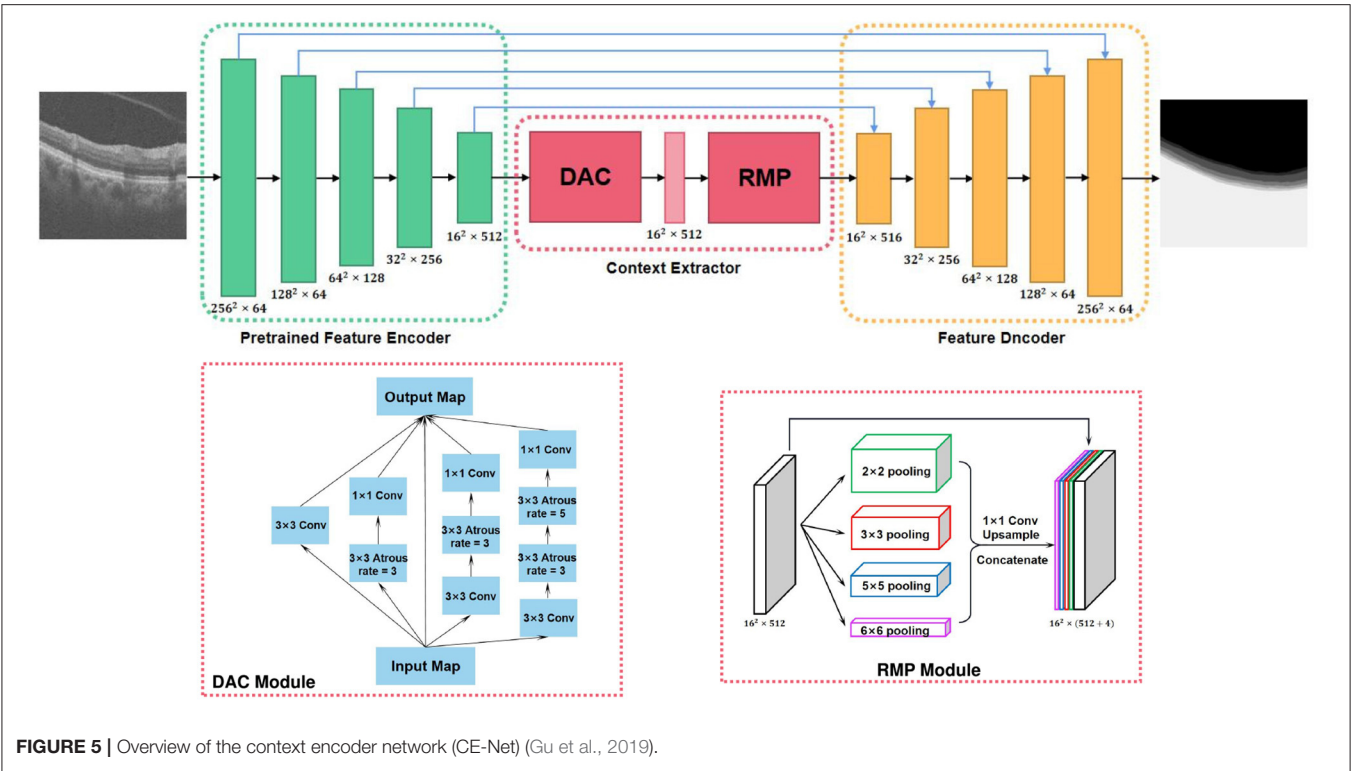 DAC
RMP
16² × 512
16² × 512
16² × 516
Context Extractor
32² × 256
32² × 256
64² × 128
64² × 128
128² × 64
128² × 64
256² × 64
256² × 64
Pretrained Feature Encoder
Feature Dncoder
Output Map
1×1 Conv
1×1 Conv
1×1 Conv
3×3 Conv
3×3 Atrous
rate = 3
3×3 Atrous
rate = 3
3×3 Atrous
rate = 5
3×3 Atrous
rate = 3
3×3 Conv
3×3 Conv
Input Map
DAC Module
2×2 pooling
3×3 pooling
5×5 pooling
6×6 pooling
1×1 Conv
Upsample
Concatenate
16² × 512
16² × (512 + 4)
RMP Module
FIGURE 5 | Overview of the context encoder network (CE-Net) (Gu et al., 2019).